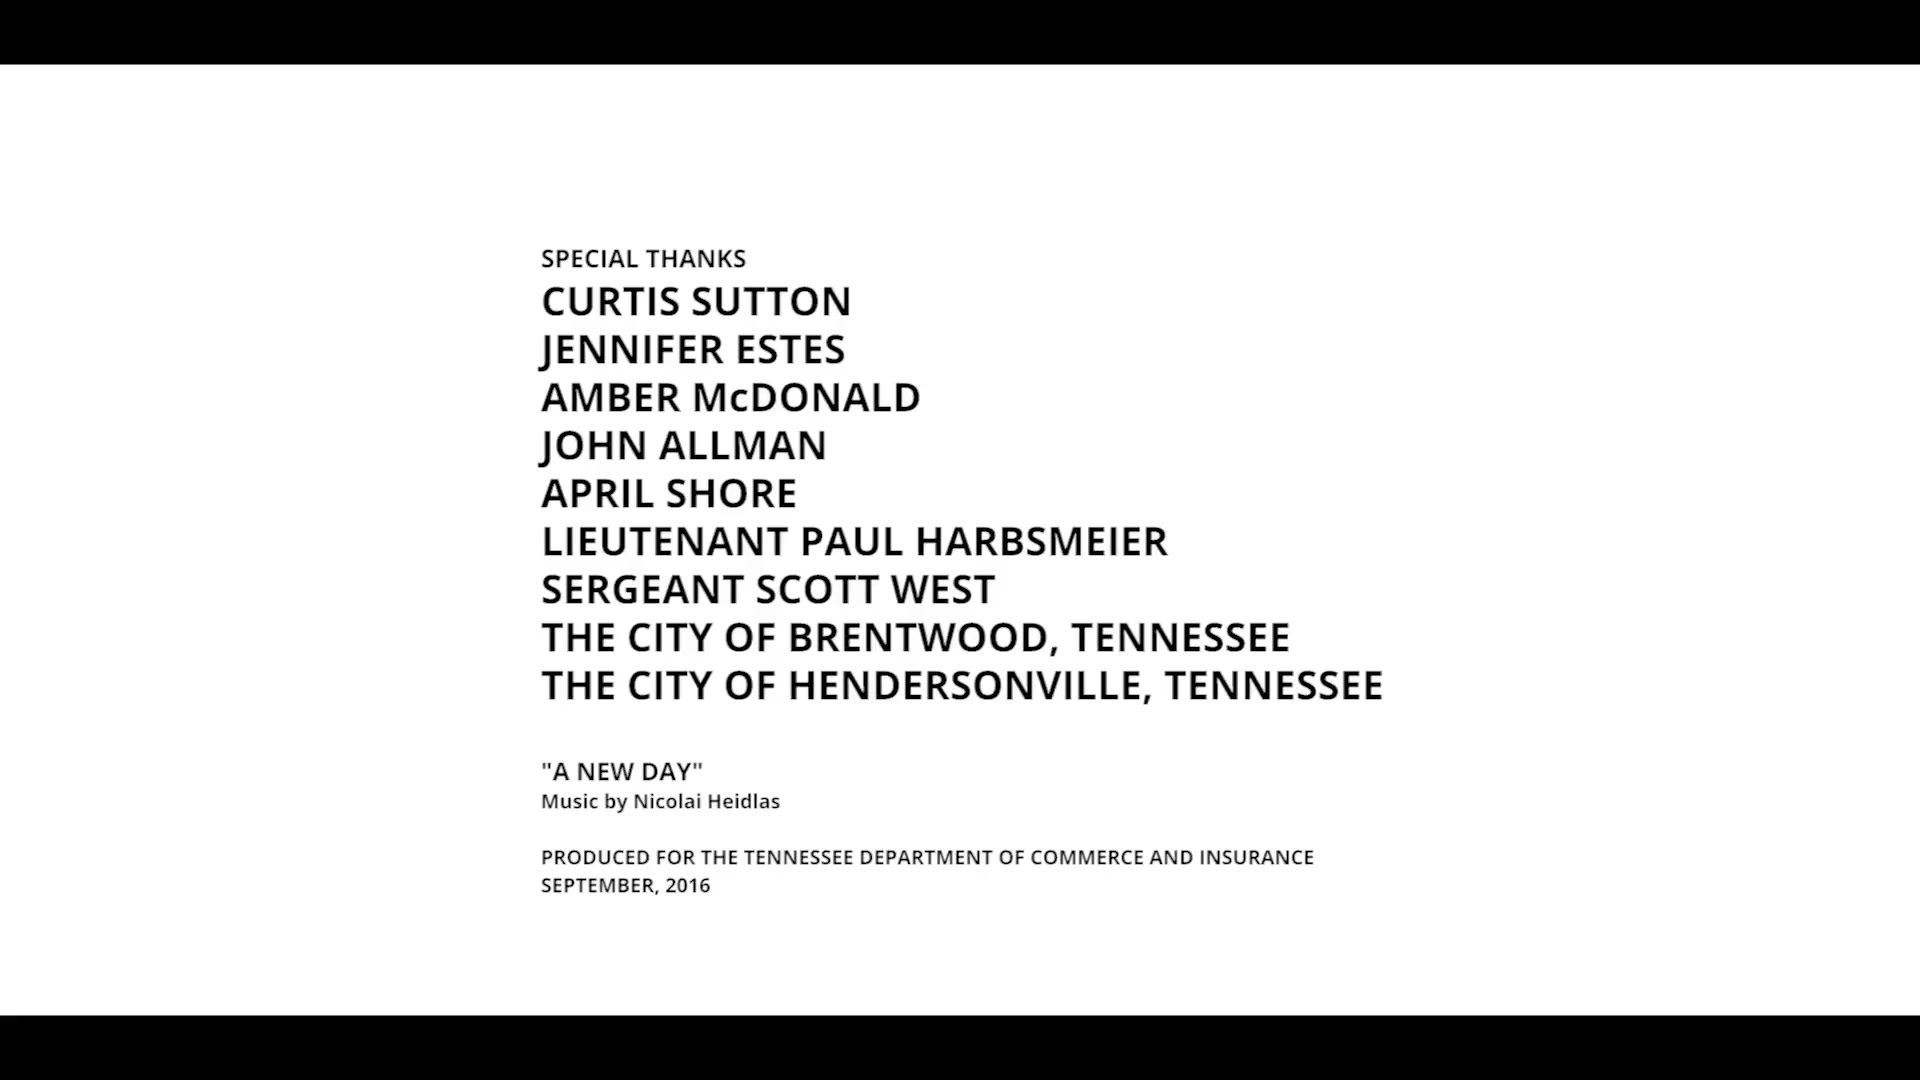 SPECIAL THANKS
CURTIS SUTTON
JENNIFER ESTES
AMBER McDONALD
JOHN ALLMAN
APRIL SHORE
LIEUTENANT PAUL HARBSMEIER
SERGEANT SCOTT WEST
THE CITY OF BRENTWOOD, TENNESSEE
THE CITY OF HENDERSONVILLE, TENNESSEE
"A NEW DAY"
Music by Nicolai Heidlas
PRODUCED FOR THE TENNESSEE DEPARTMENT OF COMMERCE AND INSURANCE
SEPTEMBER, 2016